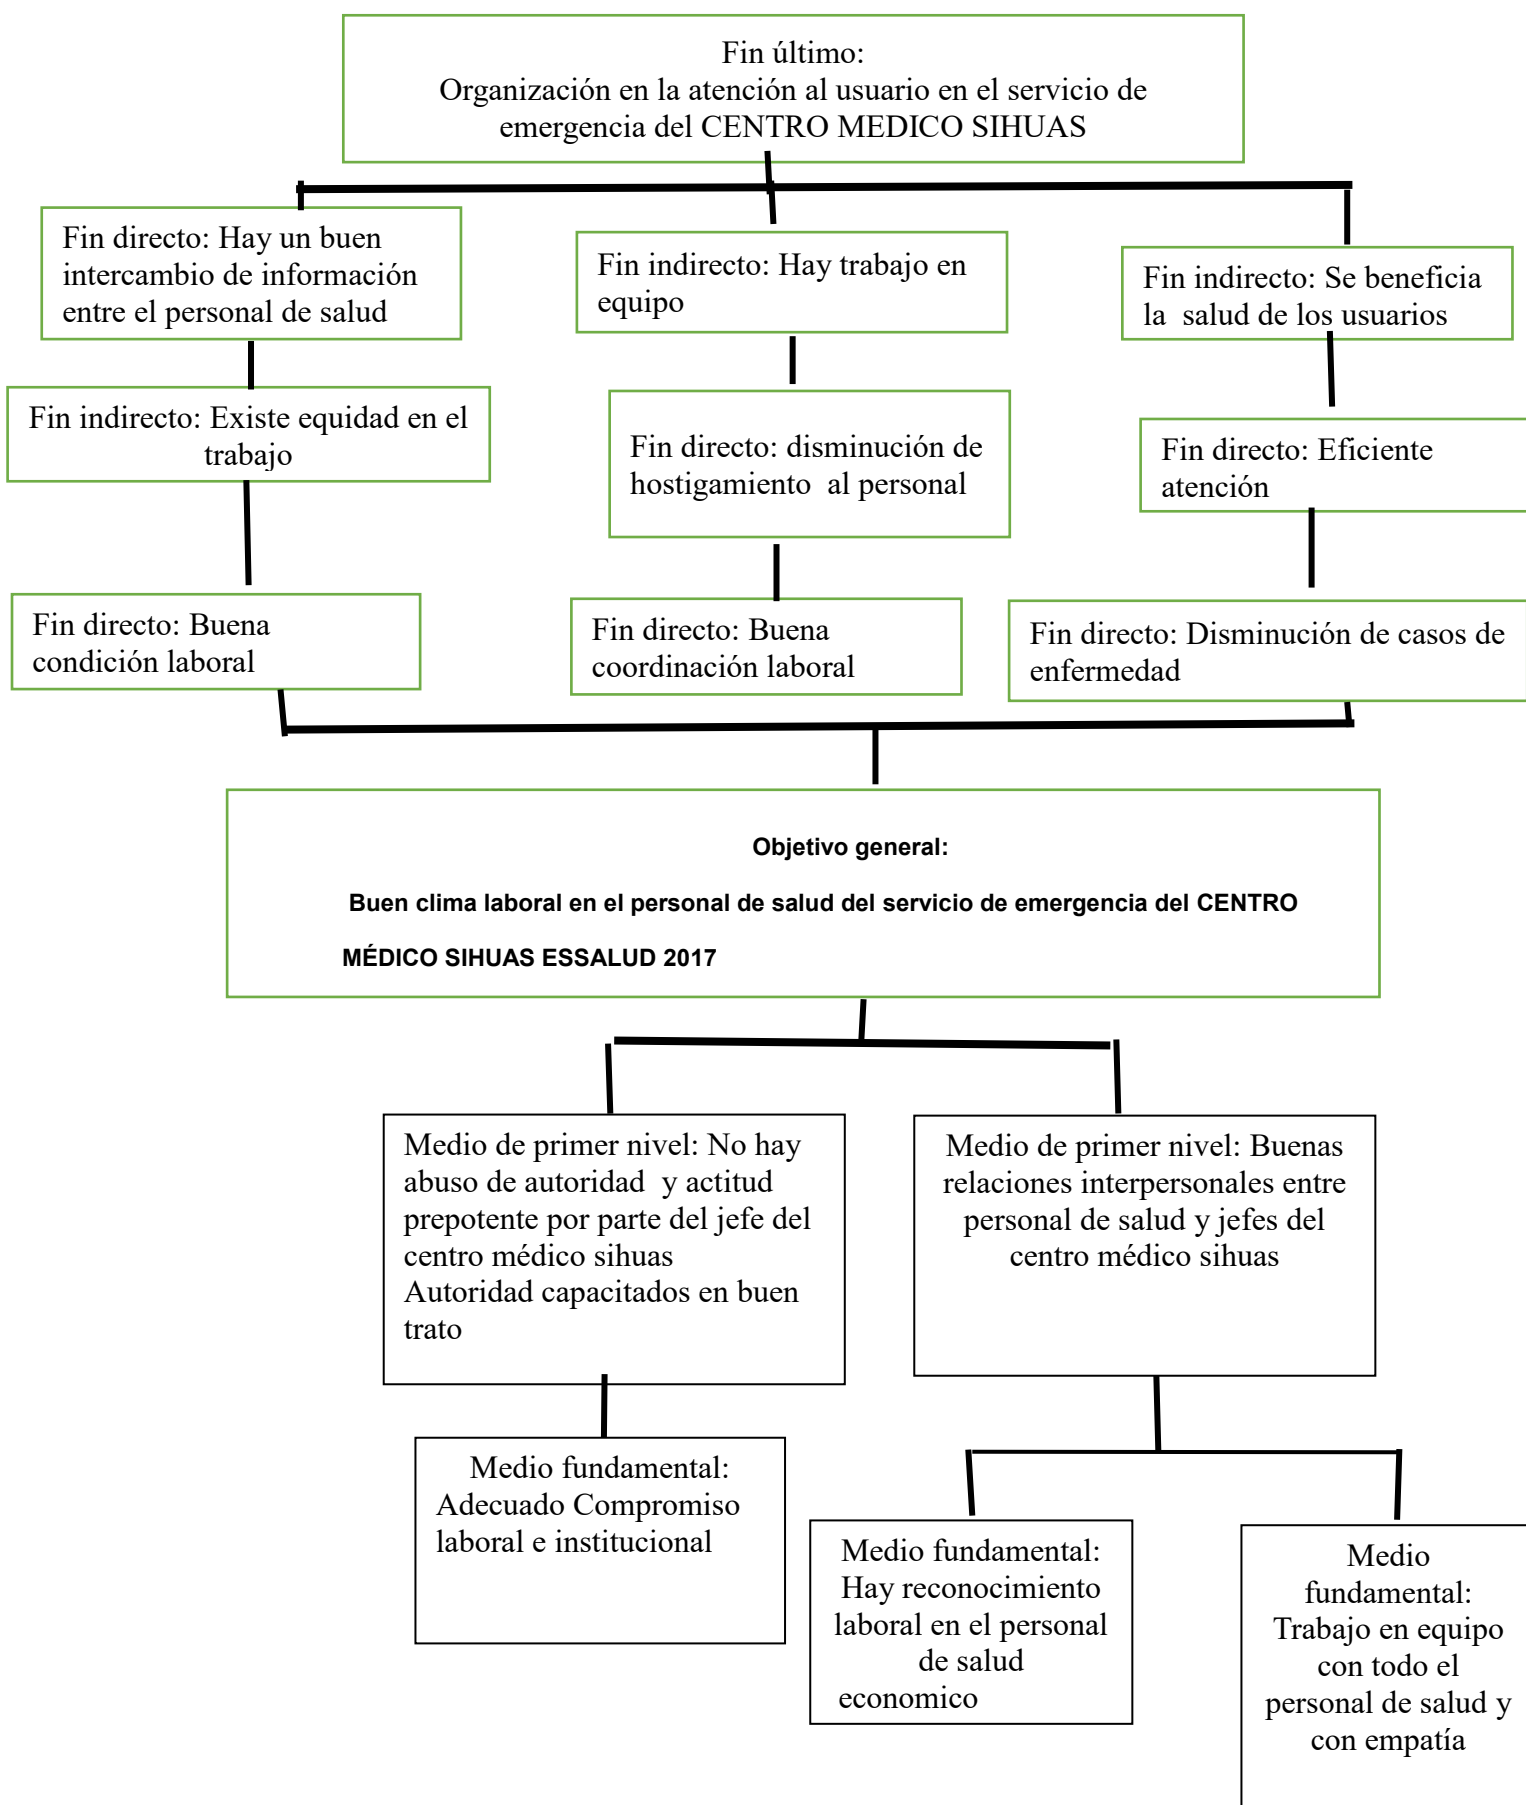 Fin último:
Organización en la atención al usuario en el servicio de
emergencia del CENTRO MEDICO SIHUAS
Fin directo: Hay un buen
intercambio de información
entre el personal de salud
Fin indirecto: Hay trabajo en
equipo
Fin indirecto: Se beneficia
la salud de los usuarios
Fin indirecto: Existe equidad en el
trabajo
Fin directo: disminución de
hostigamiento al personal
Fin directo: Eficiente
atención
Fin directo: Buena
condición laboral
Fin directo: Buena
coordinación laboral
Fin directo: Disminución de casos de
enfermedad
Objetivo general:
Buen clima laboral en el personal de salud del servicio de emergencia del CENTRO
MÉDICO SIHUAS ESSALUD 2017
Medio de primer nivel: No hay
abuso de autoridad y actitud
prepotente por parte del jefe del
centro médico sihuas
Autoridad capacitados en buen
trato
Medio de primer nivel: Buenas
relaciones interpersonales entre
personal de salud y jefes del
centro médico sihuas
Medio fundamental:
Adecuado Compromiso
laboral e institucional
Medio fundamental:
Hay reconocimiento
laboral en el personal
de salud
economico
Medio
fundamental:
Trabajo en equipo
con todo el
personal de salud y
con empatía